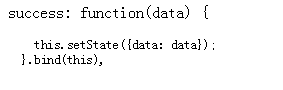 success: function(data) {
this.setState({data: data});
}.bind(this),